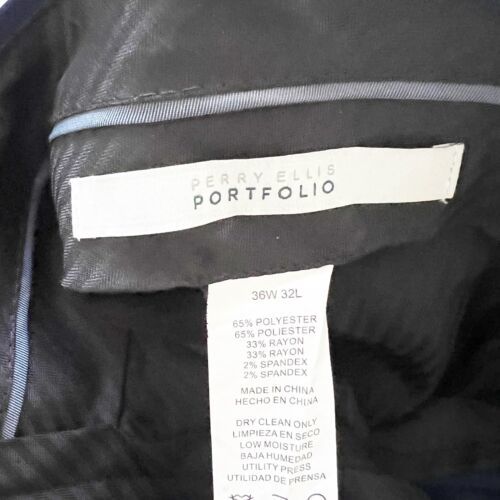 PERRY ELLIS
PORTFOLIO
36W 32L
65% POLYESTER
65% POLIESTER
33% RAYON
33% RAYON
2% SPANDEX
2% SPANDEX
MADE IN CHINA
HECHO EN CHINA
DRY CLEAN ONLY
LIMPIEZA EN SECO
LOW MOISTURE
BAJA HUMEDAD
UTILITY PRESS
UTILIDAD DE PRENSA